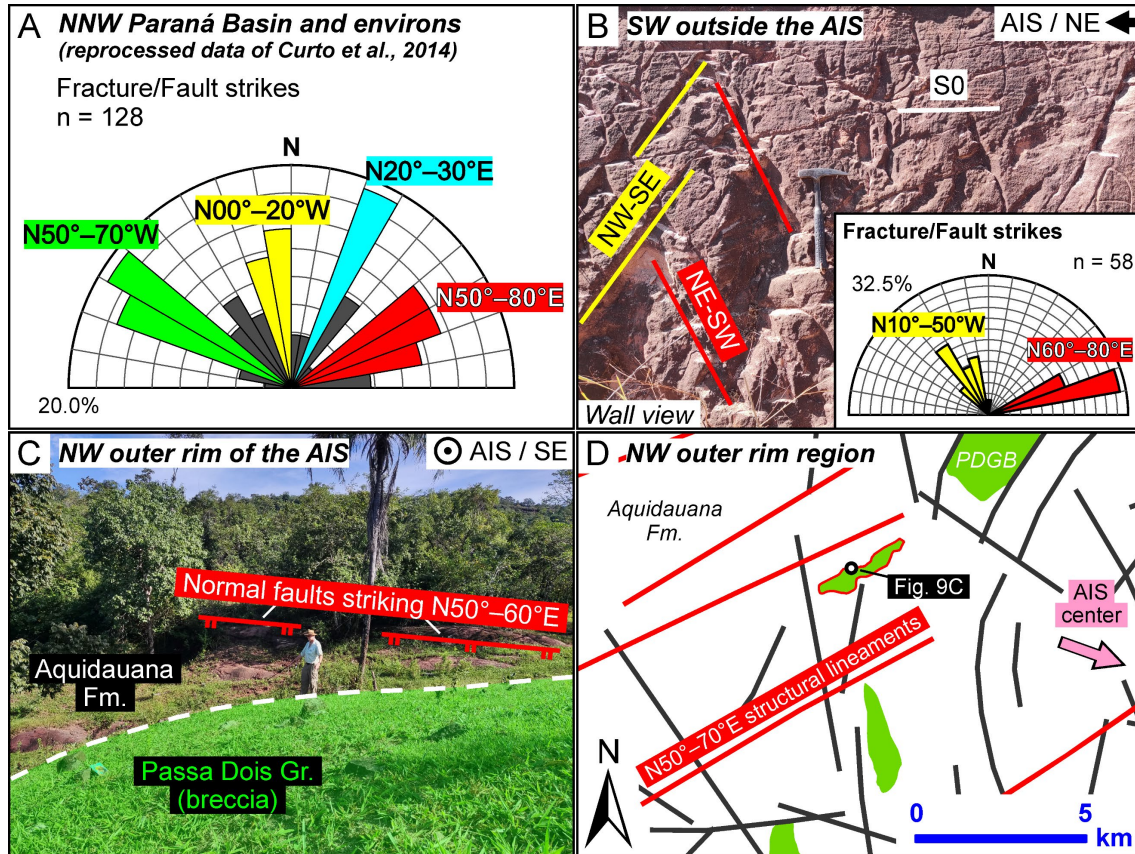 A
NNW Paraná Basin and environs
(reprocessed data of Curto et al., 2014)
Fracture/Fault strikes
n = 128
N
N20°–30°E
N00°–20°W
N50°–70°W
N50°–80°E
20.0%
B
SW outside the AIS
AIS / NE
S0
NW-SE
NE-SW
Wall view
Fracture/Fault strikes
N
n = 58
32.5%
N10°–50°W
N60°–80°E
C
NW outer rim of the AIS
AIS / SE
Normal faults striking N50°–60°E
Aquidauana
Fm.
Passa Dois Gr.
(breccia)
D
NW outer rim region
PDGB
Aquidauana
Fm.
Fig. 9C
AIS
center
N50°–70°E structural lineaments
N
0
5
km